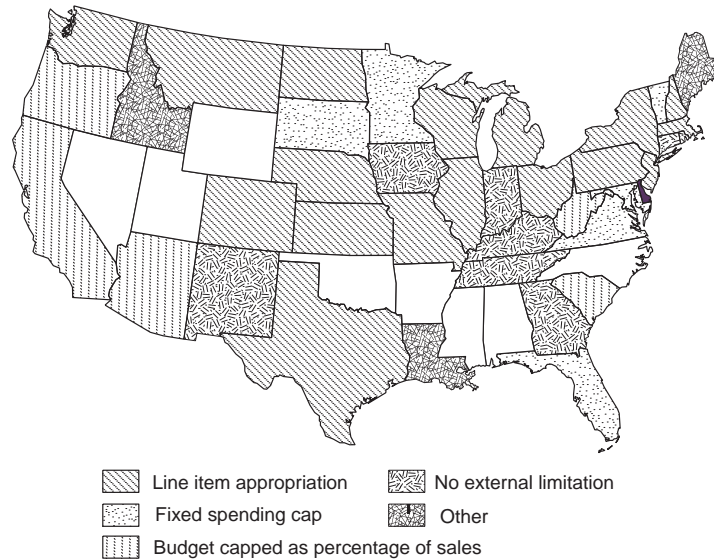 Line item appropriation
No external limitation
Fixed spending cap
Other
Budget capped as percentage of sales